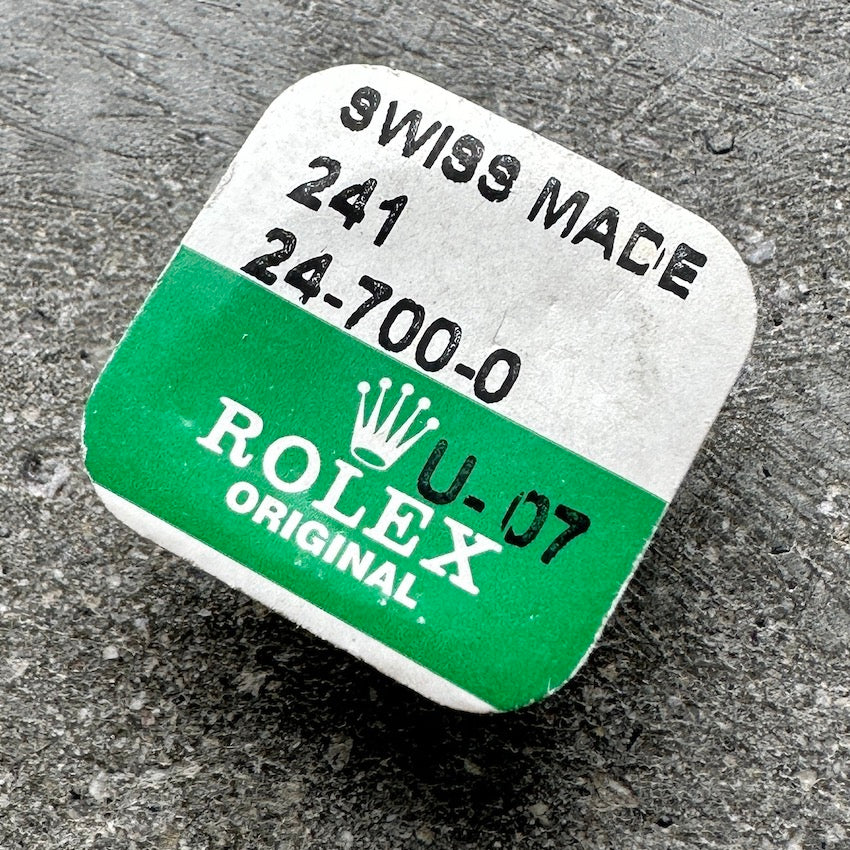 SWISS MADE
241
24-700-0
U-07
ROLEX
ORIGINAL